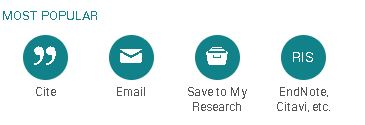 MOST POPULAR
RIS
Cite
Email
Save to My
Research
EndNote,
Citavi, etc.